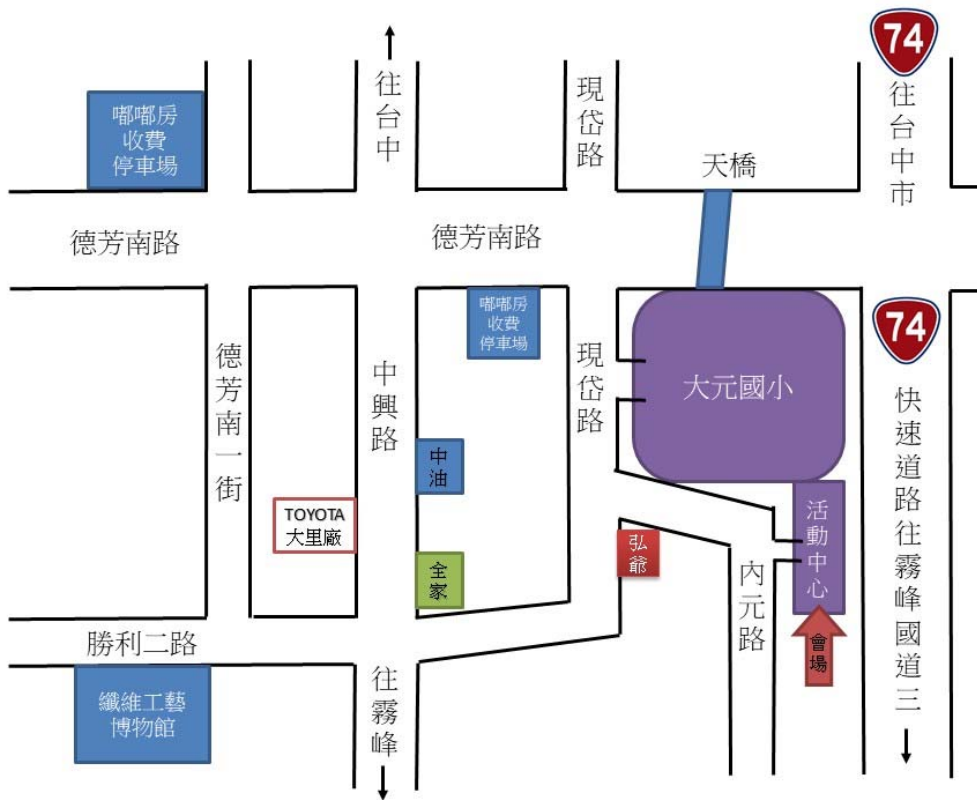 74
往台中市
往台中
現岱路
嘟嘟房
收費
停車場
天橋
德芳南路
德芳南路
嘟嘟房
收費
停車場
74
德芳南一街
中興路
現岱路
大元國小
快速道路往霧峰國道三
中油
TOYOTA
大里廠
活動中心
弘爺
全家
內元路
勝利二路
會場
纖維工藝
博物館
往霧峰